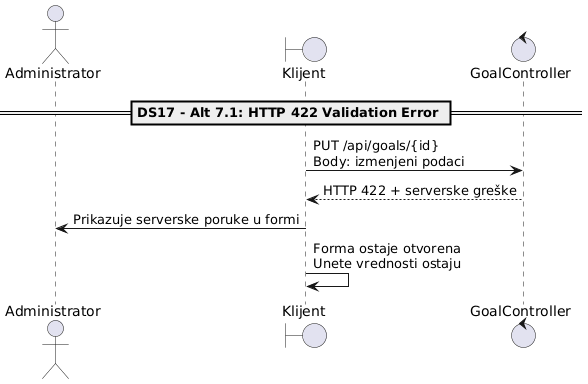 Administrator
Klijent
GoalController
DS17 - Alt 7.1: HTTP 422 Validation Error
PUT /api/goals/{id}
Body: izmenjeni podaci
HTTP 422 + serverske greške
Prikazuje serverske poruke u formi
Forma ostaje otvorena
Unete vrednosti ostaju
Administrator
Klijent
GoalController